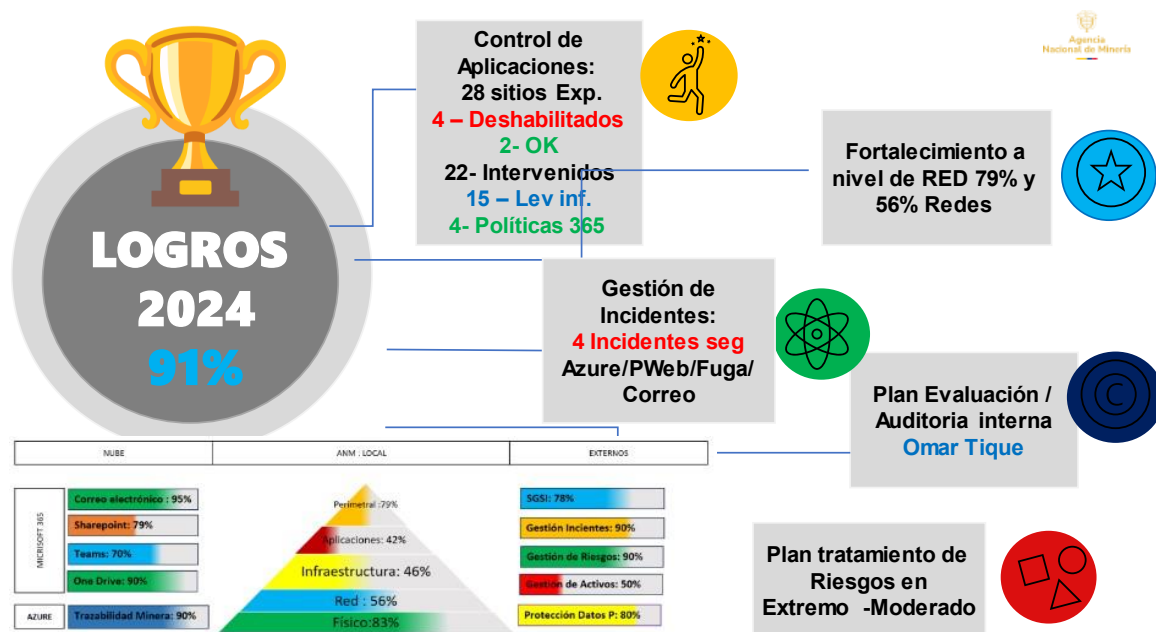 Agencia
Nacional de Minería
LOGROS
2024
91%
Control de
Aplicaciones:
28 sitios Exp.
4 – Deshabilitados
2- OK
22- Intervenidos
15 – Lev inf.
4- Políticas 365
Fortalecimiento a
nivel de RED 79% y
56% Redes
Gestión de
Incidentes:
4 Incidentes seg
Azure/PWeb/Fuga/
Correo
Plan Evaluación /
Auditoria interna
Omar Tique
C
Plan tratamiento de
Riesgos en
Extremo -Moderado
NUBE
ANM : LOCAL
EXTERNOS
MICRISOFT 365
Correo electrónico : 95%
Sharepoint: 79%
Teams: 70%
One Drive: 90%
AZURE
Trazabilidad Minera: 90%
Perimetral :79%
Aplicaciones: 42%
Infraestructura: 46%
Red : 56%
Físico:83%
SGSI: 78%
Gestión Incientes: 90%
Gestión de Riesgos: 90%
Gestión de Activos: 50%
Protección Datos P: 80%